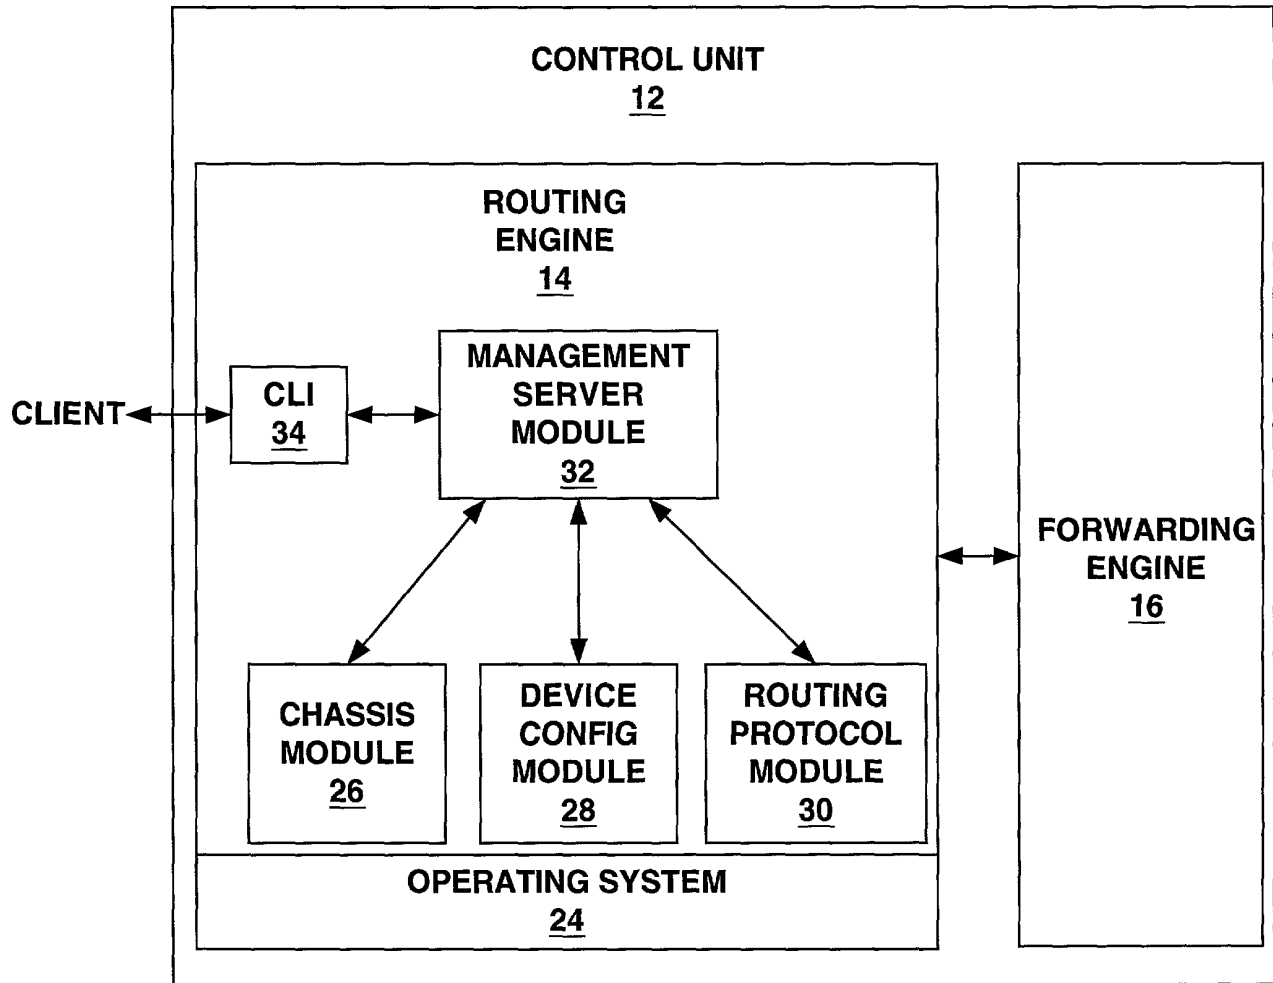 CONTROL UNIT
12
ROUTING
ENGINE
14
MANAGEMENT
SERVER
MODULE
32
CLI
34
CLIENT
FORWARDING
ENGINE
16
CHASSIS
MODULE
26
DEVICE
CONFIG
MODULE
28
ROUTING
PROTOCOL
MODULE
30
OPERATING SYSTEM
24